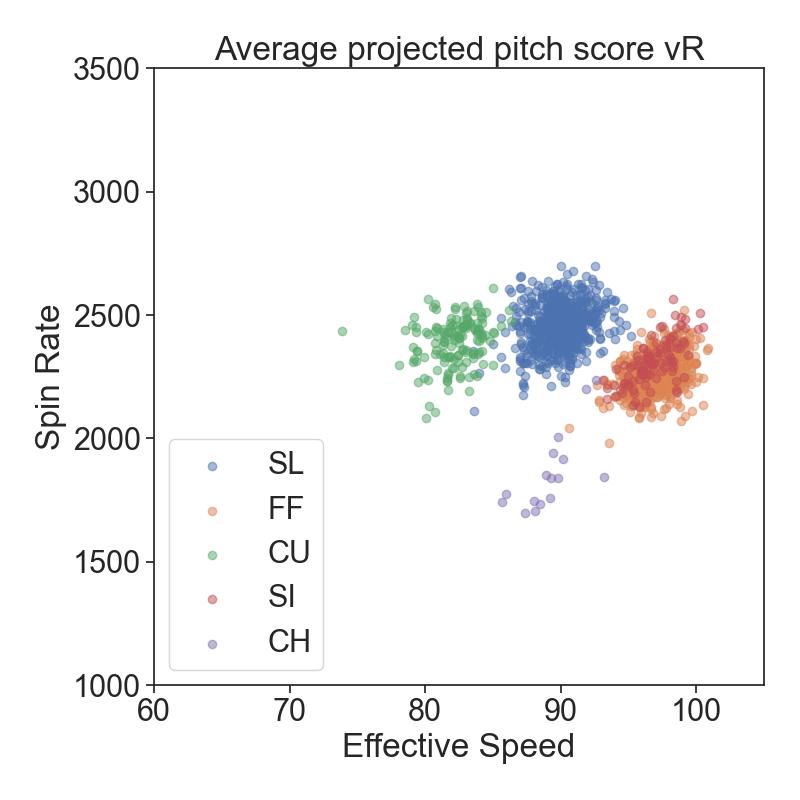 Average projected pitch score vR
3500
3000
2500
2000
1500
1000
Spin Rate
SL
FF
CU
SI
CH
60 70 80 90 100
Effective Speed